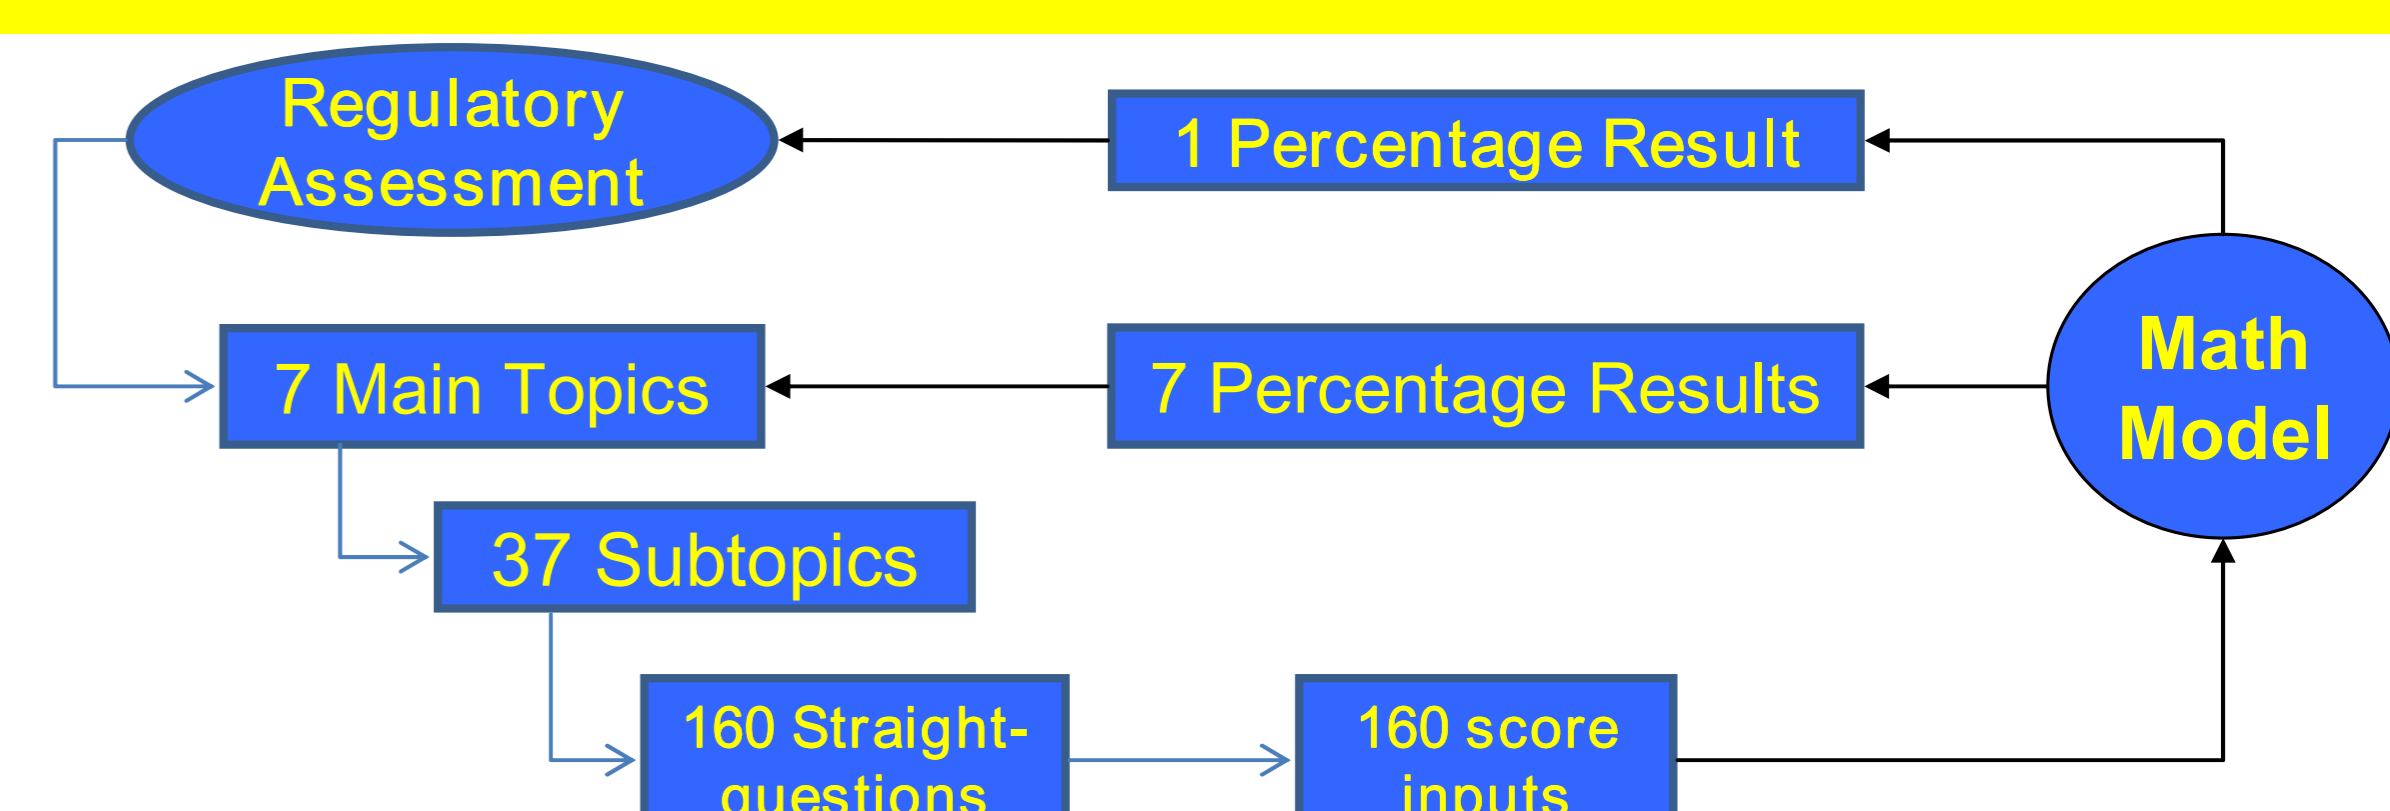 Regulatory
Assessment
1 Percentage Result
7 Main Topics
7 Percentage Results
Math
Model
37 Subtopics
160 Straight-
questions
160 score
inputs